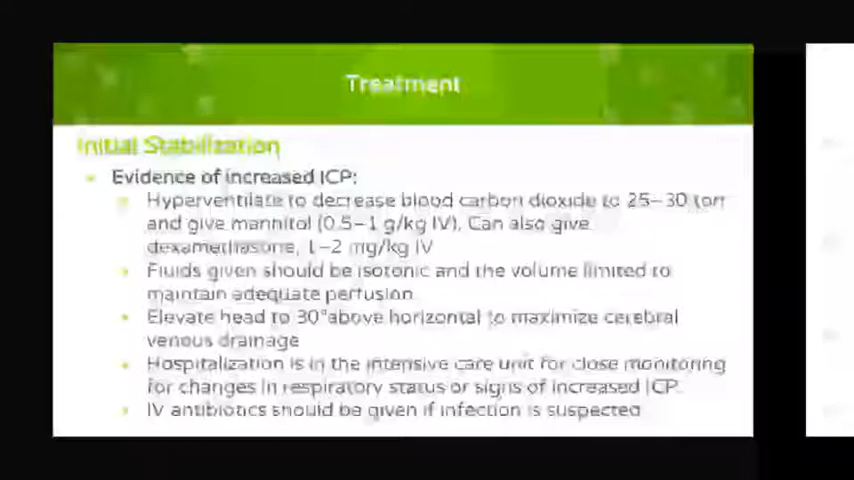 Treatment
Initial Stabilization
Evidence of increased ICP:
Hyperventilate to decrease blood carbon dioxide to 25–30 torr
and give mannitol (0.5–1 g/kg IV). Can also give
dexamethasone, 1–2 mg/kg IV
Fluids given should be isotonic and the volume limited to
maintain adequate perfusion
Elevate head to 30°above horizontal to maximize cerebral
venous drainage
Hospitalization is in the intensive care unit for close monitoring
for changes in respiratory status or signs of increased ICP.
IV antibiotics should be given if infection is suspected